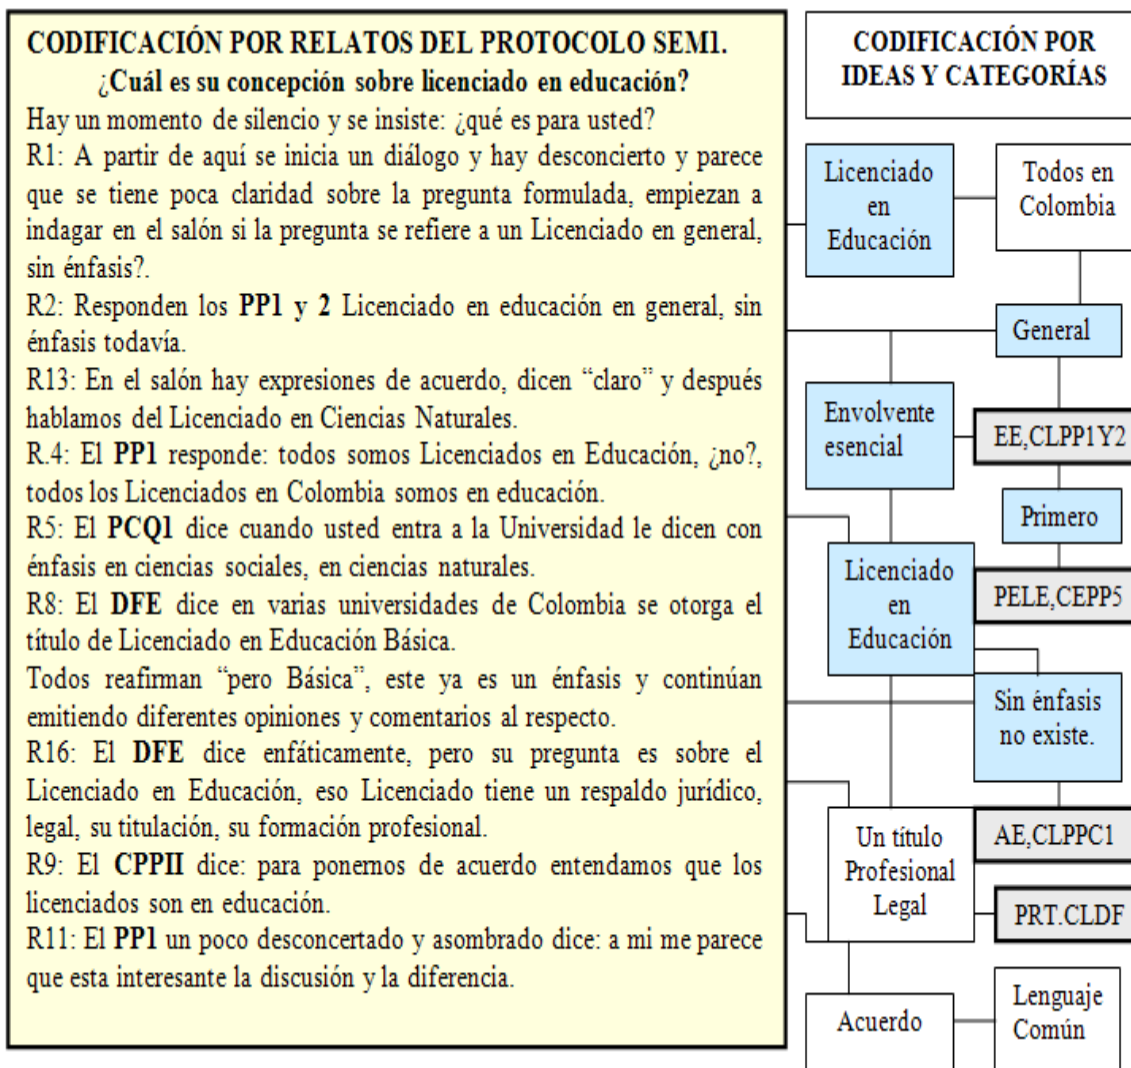 CODIFICACIÓN POR RELATOS DEL PROTOCOLO SEM1.
¿Cuál es su concepción sobre licenciado en educación?
Hay un momento de silencio y se insiste: ¿qué es para usted?
R1: A partir de aquí se inicia un diálogo y hay desconcierto y parece
que se tiene poca claridad sobre la pregunta formulada, empiezan a
indagar en el salón si la pregunta se refiere a un Licenciado en general,
sin énfasis?.
R2: Responden los PP1 y 2 Licenciado en educación en general, sin
énfasis todavía.
R13: En el salón hay expresiones de acuerdo, dicen “claro” y después
hablamos del Licenciado en Ciencias Naturales.
R.4: El PP1 responde: todos somos Licenciados en Educación, ¿no?,
todos los Licenciados en Colombia somos en educación.
R5: El PCQ1 dice cuando usted entra a la Universidad le dicen con
énfasis en ciencias sociales, en ciencias naturales.
R8: El DFE dice en varias universidades de Colombia se otorga el
título de Licenciado en Educación Básica.
Todos reafirman “pero Básica”, este ya es un énfasis y continúan
emitiendo diferentes opiniones y comentarios al respecto.
R16: El DFE dice enfáticamente, pero su pregunta es sobre el
Licenciado en Educación, eso Licenciado tiene un respaldo jurídico,
legal, su titulación, su formación profesional.
R9: El CPPII dice: para ponernos de acuerdo entendamos que los
licenciados son en educación.
R11: El PP1 un poco desconcertado y asombrado dice: a mi me parece
que esta interesante la discusión y la diferencia.
CODIFICACIÓN POR
IDEAS Y CATEGORÍAS
Licenciado
en
Educación
Todos en
Colombia
General
Envolvente
esencial
EE,CLPP1Y2
Primero
Licenciado
en
Educación
PELE,CEPP5
Sin énfasis
no existe.
Un título
Profesional
Legal
AE,CLPPC1
PRT.CLDF
Acuerdo
Lenguaje
Común